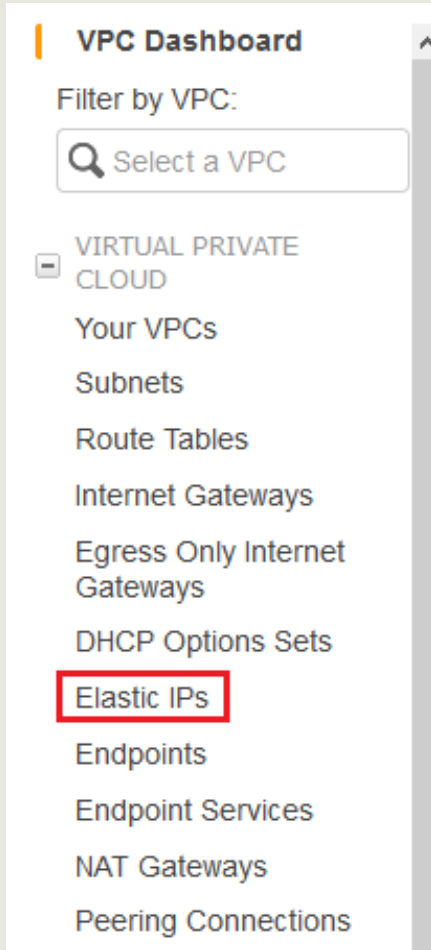 VPC Dashboard
Filter by VPC:
Select a VPC
VIRTUAL PRIVATE
CLOUD
Your VPCs
Subnets
Route Tables
Internet Gateways
Egress Only Internet
Gateways
DHCP Options Sets
Elastic IPs
Endpoints
Endpoint Services
NAT Gateways
Peering Connections